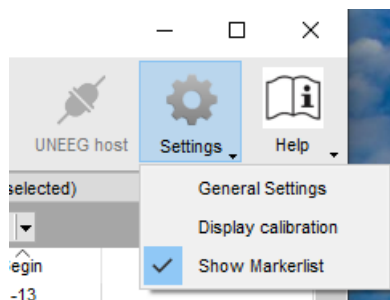 UNEEG host
Settings
Help
selected)
General Settings
Display calibration
Show Markerlist
egin
-13